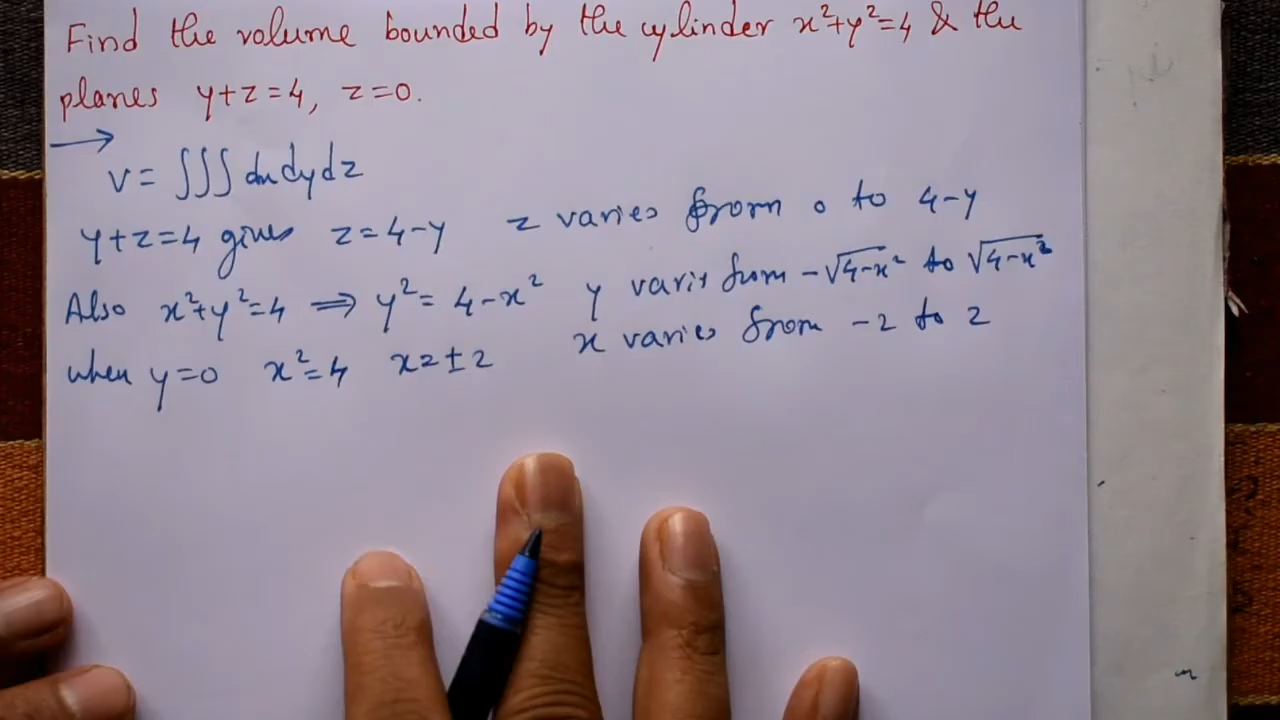 Find the volume bounded by the cylinder x²+y²=4 & the
planes y+z=4, z=0.
→
v= ∫∫∫ dxdydz
y+z=4 gives z=4-y z varies from 0 to 4-y
Also x²+y²=4 ⟹ y²= 4-x² y varis from -√4-x² to √4-x²
when y=0 x²=4 x=±2 x varies from -2 to 2